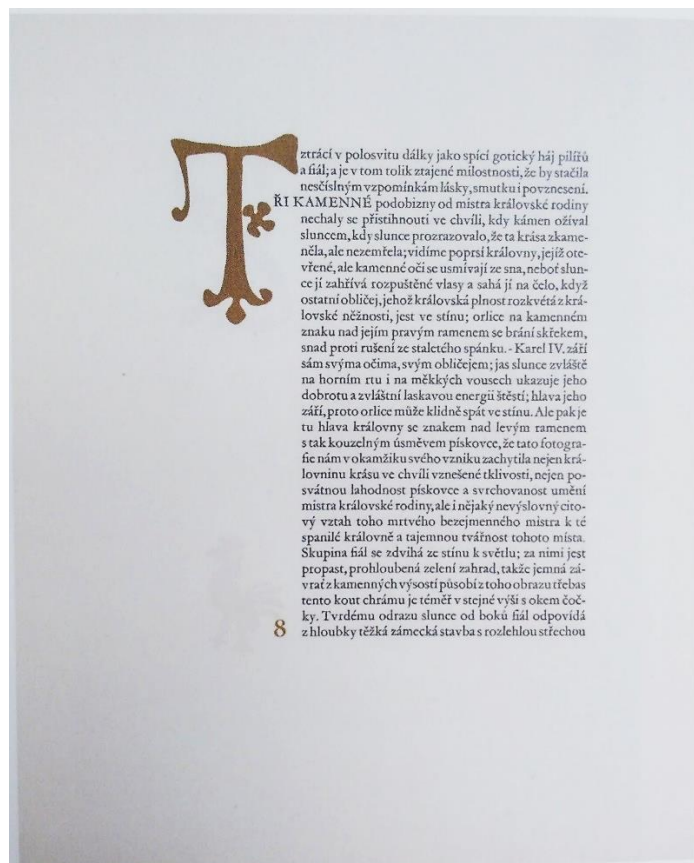 ztrácí v polosvitu dálky jako spící gotický háj pilířů
a fiál; a je v tom tolik ztajené milostnosti, že by stačila
nesčíslným vzpomínkám lásky, smutku i povznesení.
TŘI KAMENNÉ podobizny od mistra královské rodiny
nechaly se přistihnouti ve chvíli, kdy kámen ožíval
sluncem, kdy slunce prozrazovalo, že ta krása zkame-
něla, ale nezemřela; vidíme poprsí královny, jejíž ote-
vřené, ale kamenné oči se usmívají ze sna, neboť slun-
ce jí zahřívá rozpuštěné vlasy a sahá jí na čelo, když
ostatní obličej, jehož královská plnost rozkvétá z krá-
lovské něžnosti, jest ve stínu; orlice na kamenném
znaku nad jejím pravým ramenem se brání skřekem,
snad proti rušení ze staletého spánku. - Karel IV. září
sám svýma očima, svým obličejem; jas slunce zvláště
na horním rtu i na měkkých vousech ukazuje jeho
dobrotu a zvláštní laskavou energii štěstí; hlava jeho
září, proto orlice může klidně spát ve stínu. Ale pak je
tu hlava královny se znakem nad levým ramenem
s tak kouzelným úsměvem pískovce, že tato fotogra-
fie nám v okamžiku svého vzniku zachytila nejen krá-
lovninu krásu ve chvíli vznešené tklivosti, nejen po-
svátnou lahodnost pískovce a svrchovanost umění
mistra královské rodiny, ale i nějaký nevýslovný cito-
vý vztah toho mrtvého bezejmenného mistra k té
spanilé královně a tajemnou tvářnost tohoto místa.
Skupina fiál se zdvihá ze stínu k světlu; za nimi jest
propast, prohloubená zelení zahrad, takže jemná zá-
vrať z kamenných výsostí působí z toho obrazu třebas
tento kout chrámu je téměř v stejné výši s okem čoč-
ky. Tvrdému odrazu slunce od boků fiál odpovídá
8 z hloubky těžká zámecká stavba s rozlehlou střechou